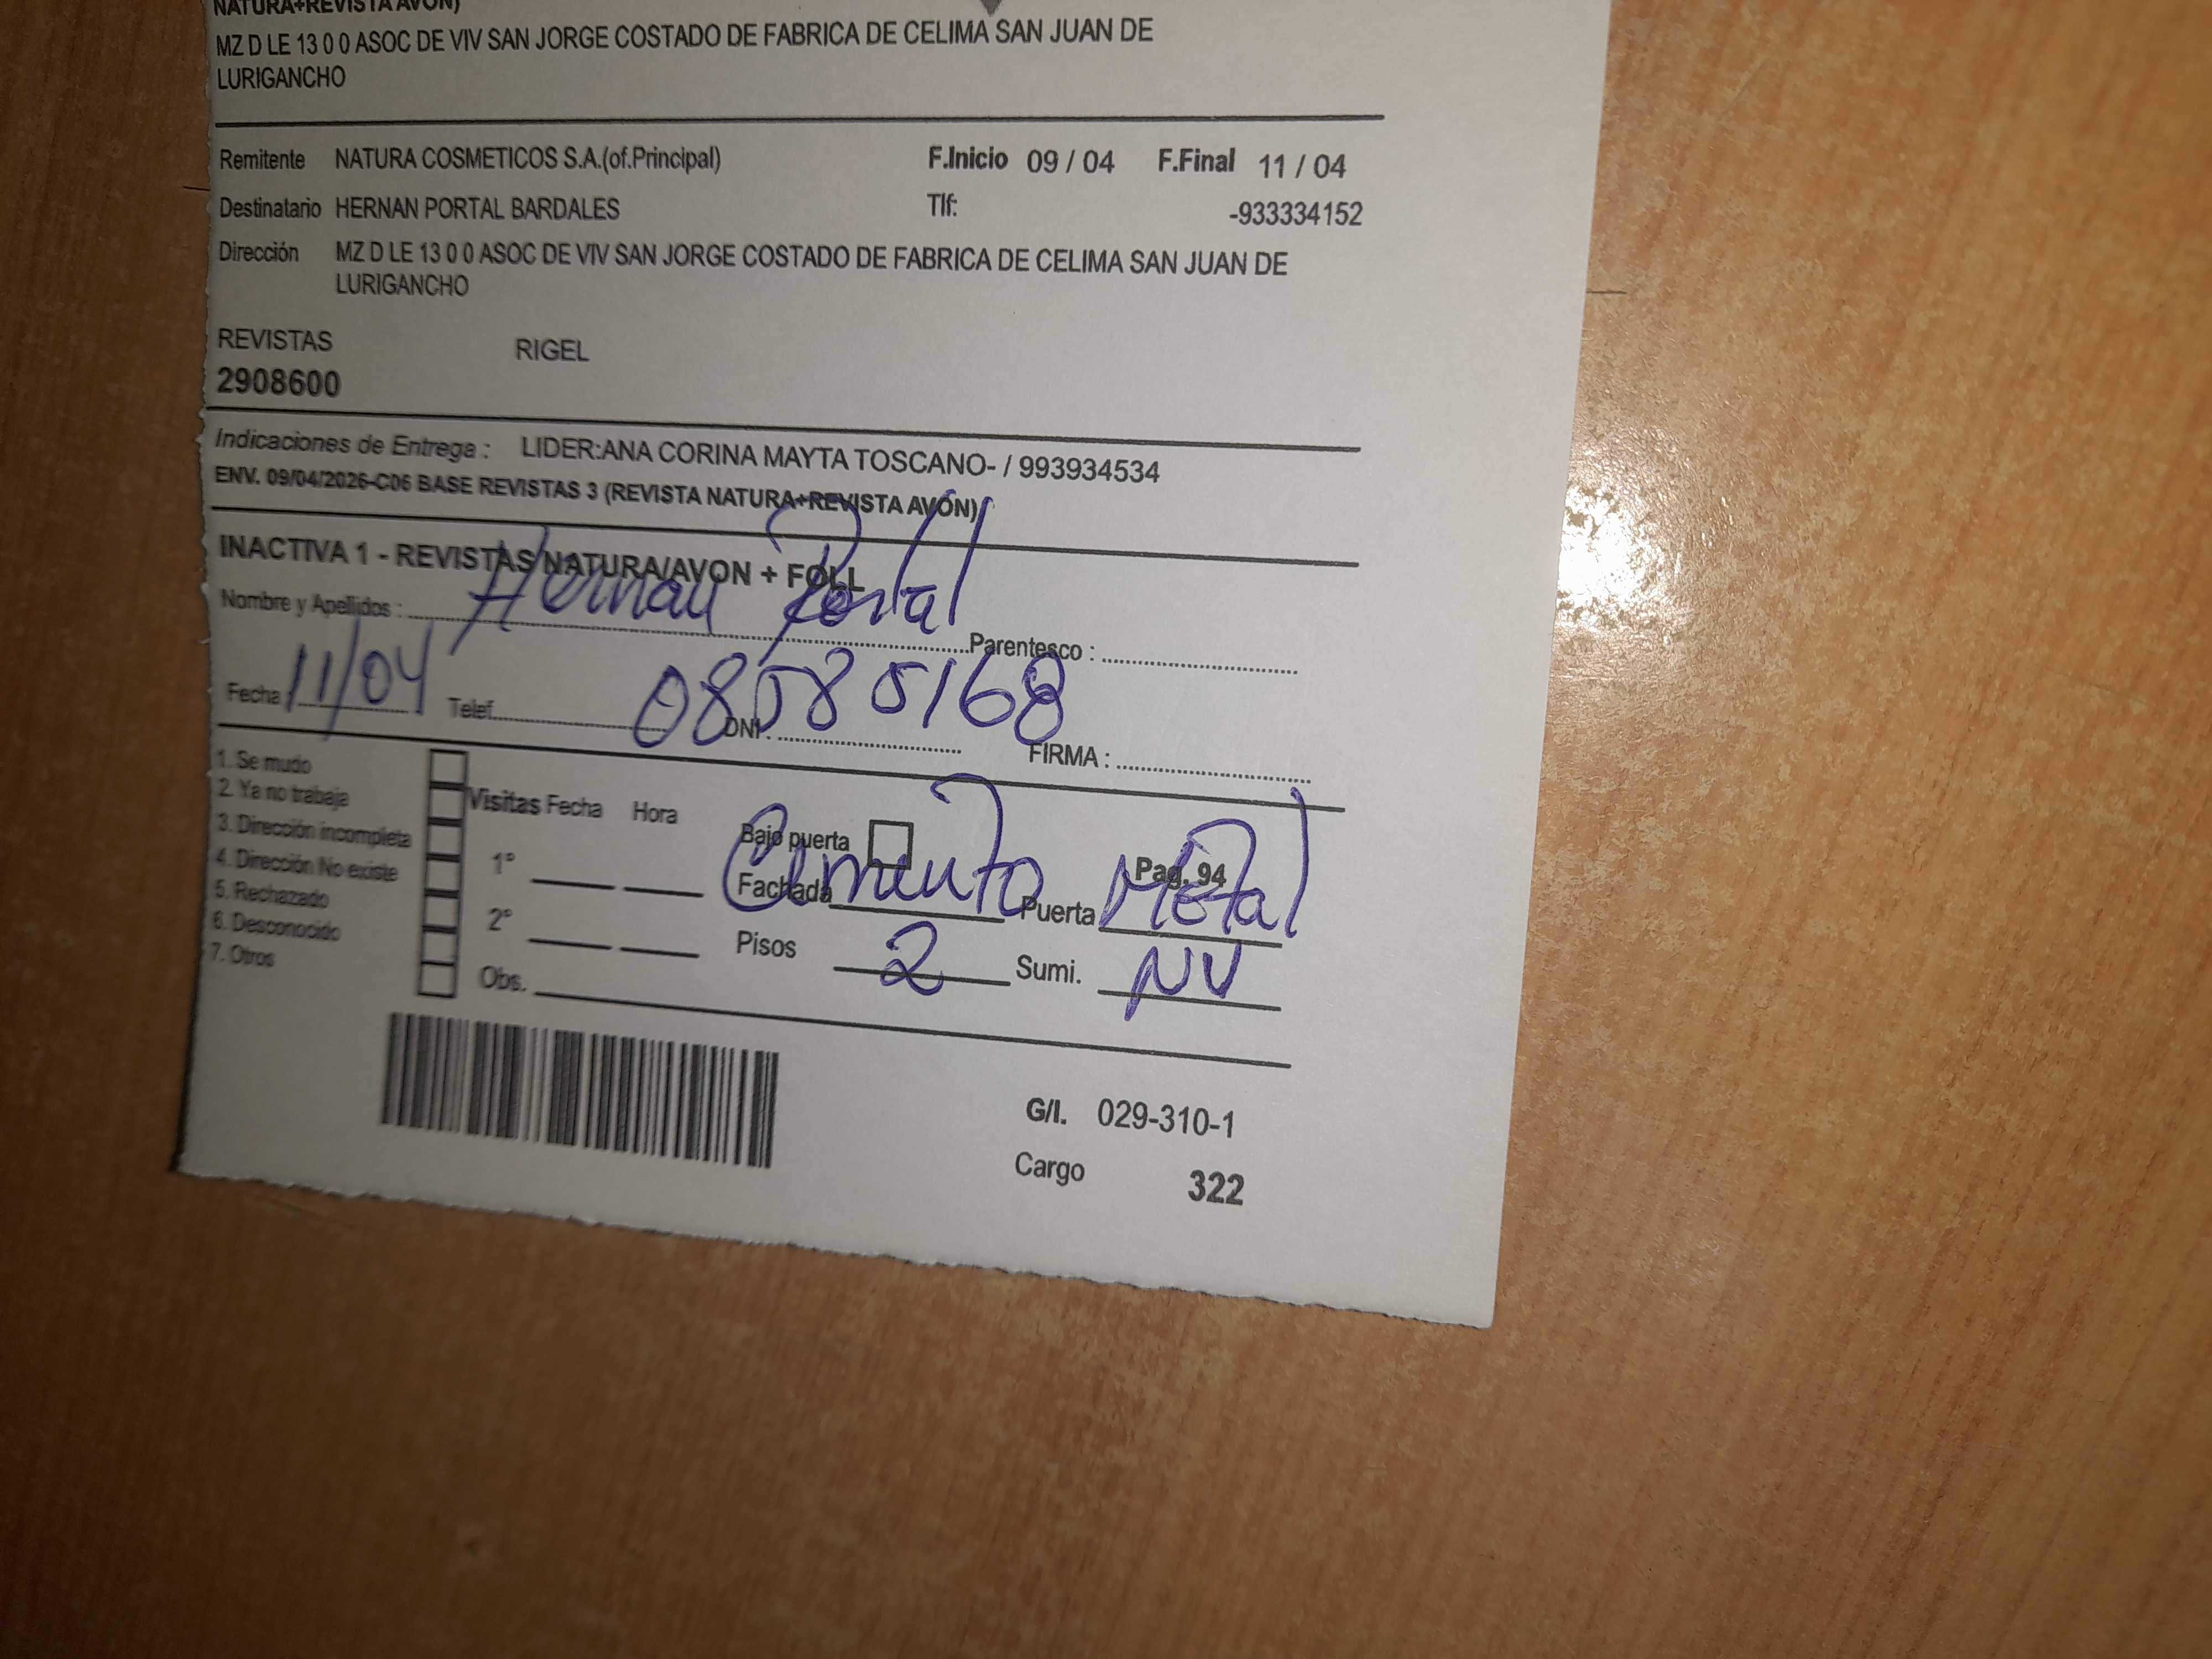 NATURA+REVISTA AVON)
MZ D LE 13 0 0 ASOC DE VIV SAN JORGE COSTADO DE FABRICA DE CELIMA SAN JUAN DE
LURIGANCHO
Remitente NATURA COSMETICOS S.A.(of.Principal) F.Inicio 09 / 04 F.Final 11 / 04
Destinatario HERNAN PORTAL BARDALES Tlf: -933334152
Dirección MZ D LE 13 0 0 ASOC DE VIV SAN JORGE COSTADO DE FABRICA DE CELIMA SAN JUAN DE
LURIGANCHO
REVISTAS RIGEL
2908600
Indicaciones de Entrega : LIDER:ANA CORINA MAYTA TOSCANO- / 993934534
ENV. 09/04/2026-C06 BASE REVISTAS 3 (REVISTA NATURA+REVISTA AVON)
INACTIVA 1 - REVISTAS NATURA/AVON + FOLL
Nombre y Apellidos : Hernan Portal Parentesco :
Fecha 11/04 Telef. DNI : 08585168 FIRMA :
1. Se mudo
2. Ya no trabaja
3. Dirección incompleta
4. Dirección No existe
5. Rechazado
6. Desconocido
7. Otros
Visitas Fecha Hora
1°
2°
Obs.
Bajo puerta Pag. 94
Fachada Cemento Puerta Metal
Pisos 2 Sumi. NV
G/I. 029-310-1
Cargo 322